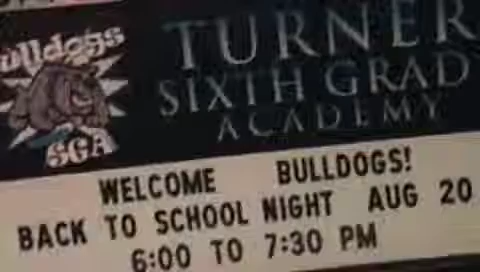 Bulldogs
SGA
TURNER
SIXTH GRAD
ACADEMY
WELCOME BULLDOGS!
BACK TO SCHOOL NIGHT AUG 20
6:00 TO 7:30 PM